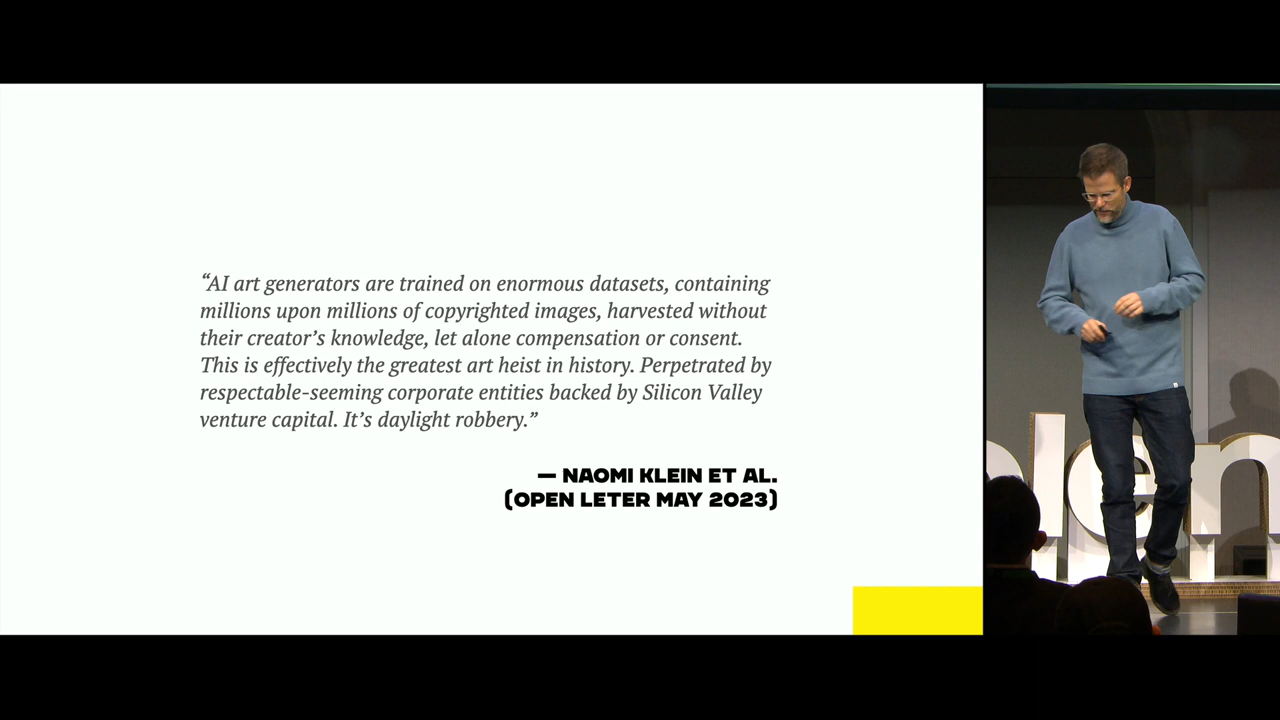 “AI art generators are trained on enormous datasets, containing
millions upon millions of copyrighted images, harvested without
their creator’s knowledge, let alone compensation or consent.
This is effectively the greatest art heist in history. Perpetrated by
respectable-seeming corporate entities backed by Silicon Valley
venture capital. It’s daylight robbery.”
— NAOMI KLEIN ET AL.
(OPEN LETER MAY 2023)
len